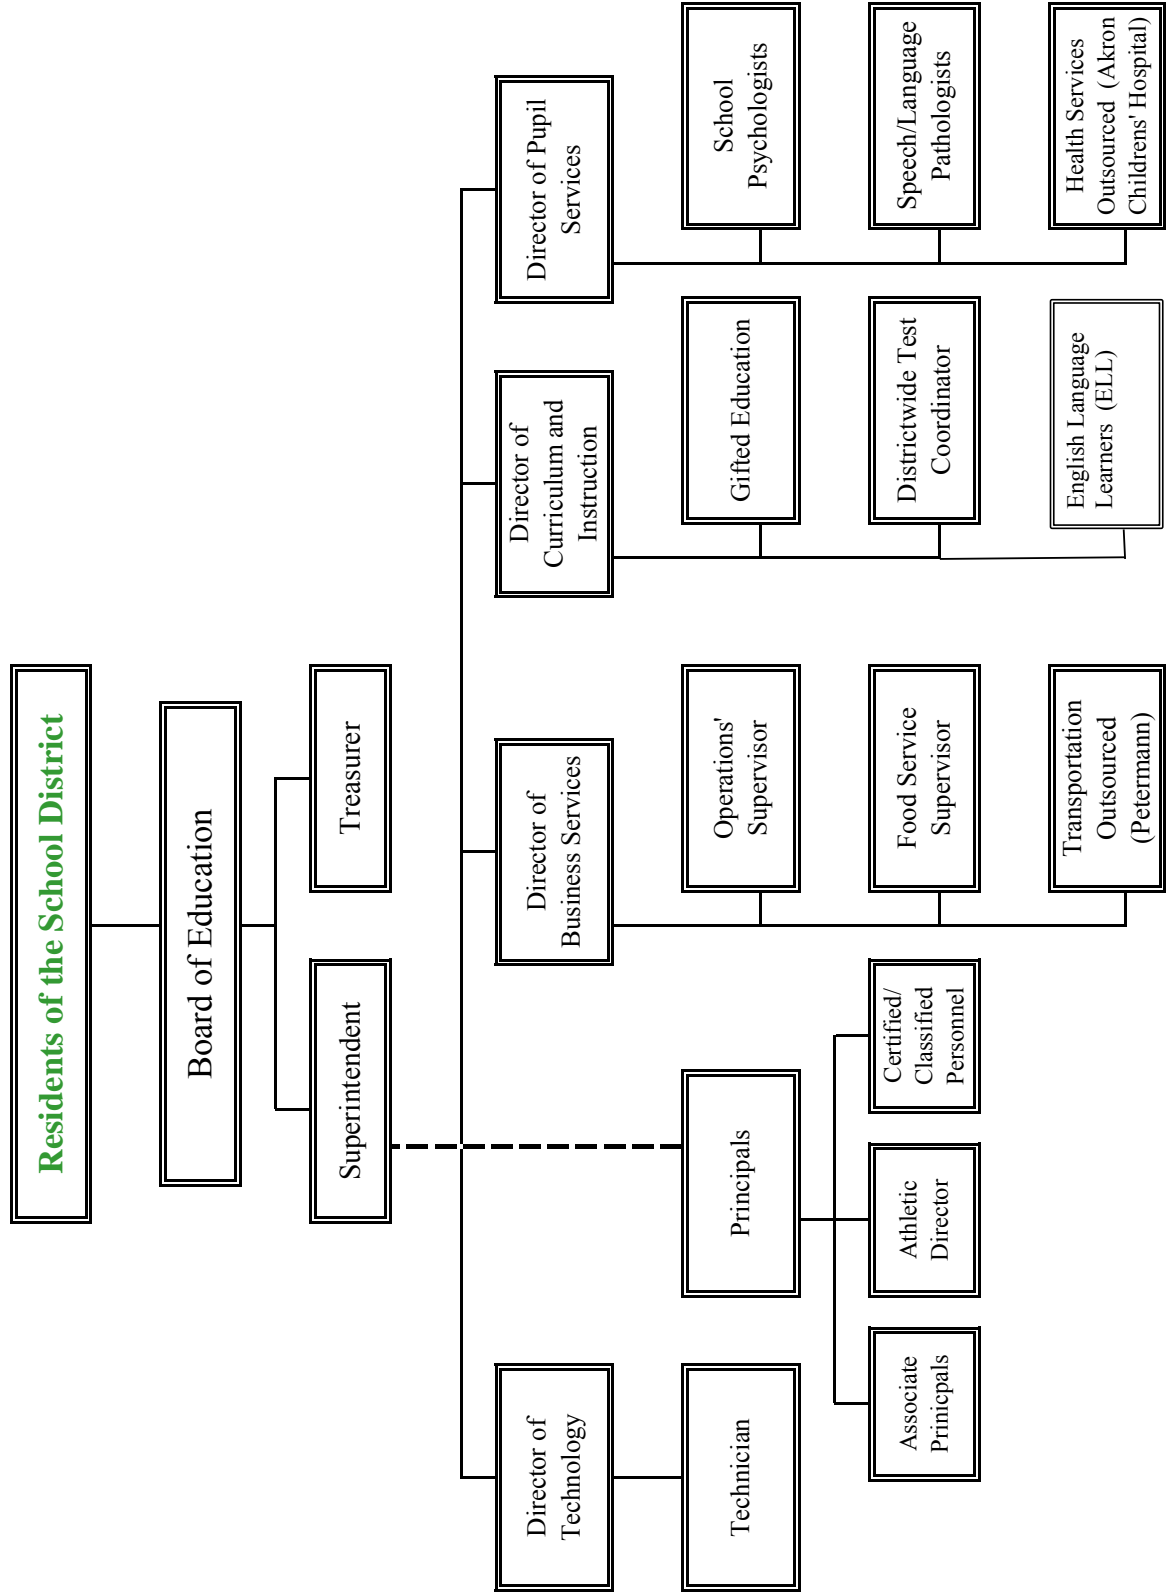 Residents of the School District
Board of Education
Superintendent
Treasurer
Director of
Technology
Director of
Business Services
Director of
Curriculum and
Instruction
Director of Pupil
Services
Technician
Principals
Operations'
Supervisor
Gifted Education
School
Psychologists
Associate
Prinicpals
Athletic
Director
Certified/
Classified
Personnel
Food Service
Supervisor
Districtwide Test
Coordinator
Speech/Language
Pathologists
Transportation
Outsourced
(Petermann)
English Language
Learners (ELL)
Health Services
Outsourced (Akron
Childrens' Hospital)